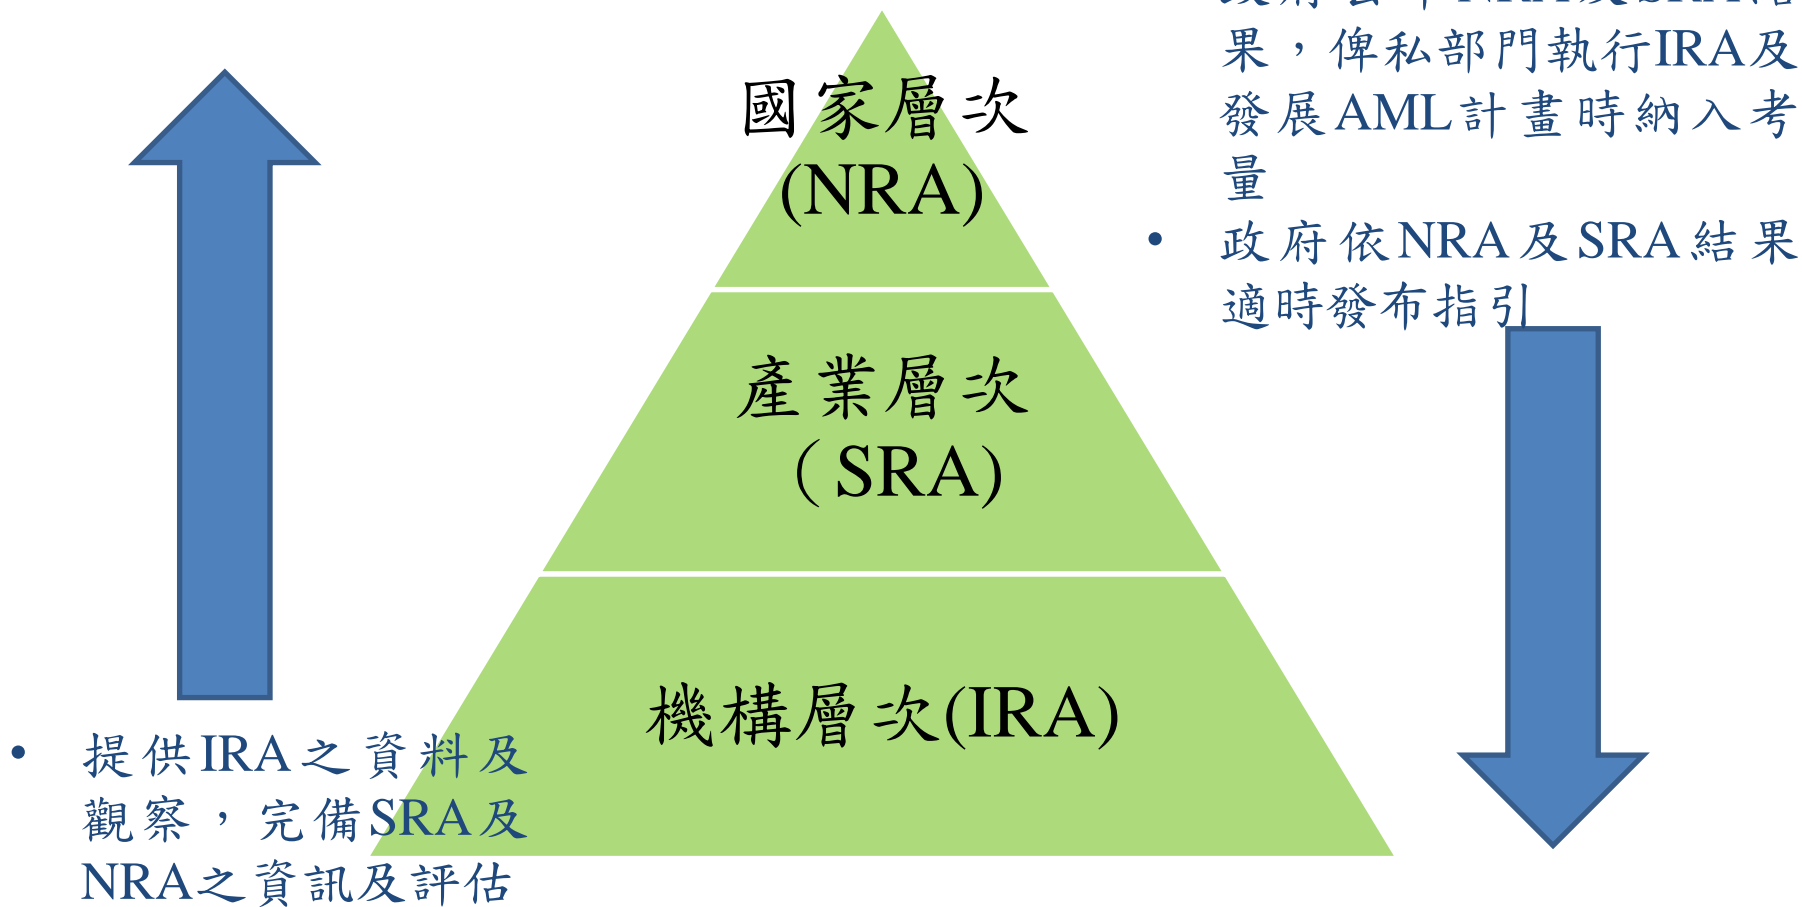 國家層次
(NRA)
產業層次
（SRA)
機構層次(IRA)
果，俾私部門執行IRA及
發展AML計畫時納入考
量
• 政府依NRA及SRA結果
適時發布指引
• 提供IRA之資料及
觀察，完備SRA及
NRA之資訊及評估